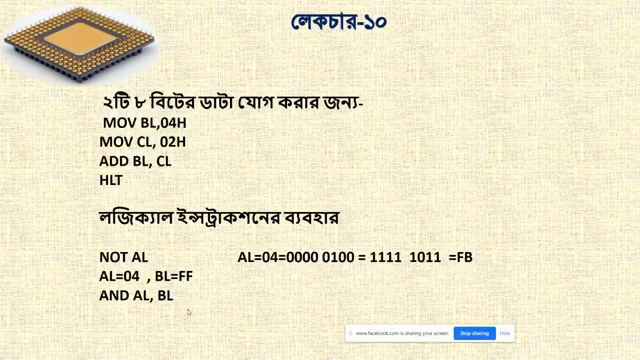 লেকচার-১০
২টি ৮ বিটের ডাটা যোগ করার জন্য-
MOV BL,04H
MOV CL, 02H
ADD BL, CL
HLT
লজিক্যাল ইন্সট্রাকশনের ব্যবহার
NOT AL AL=04=0000 0100 = 1111 1011 =FB
AL=04 , BL=FF
AND AL, BL
www.facebook.com is sharing your screen. Stop sharing Hide